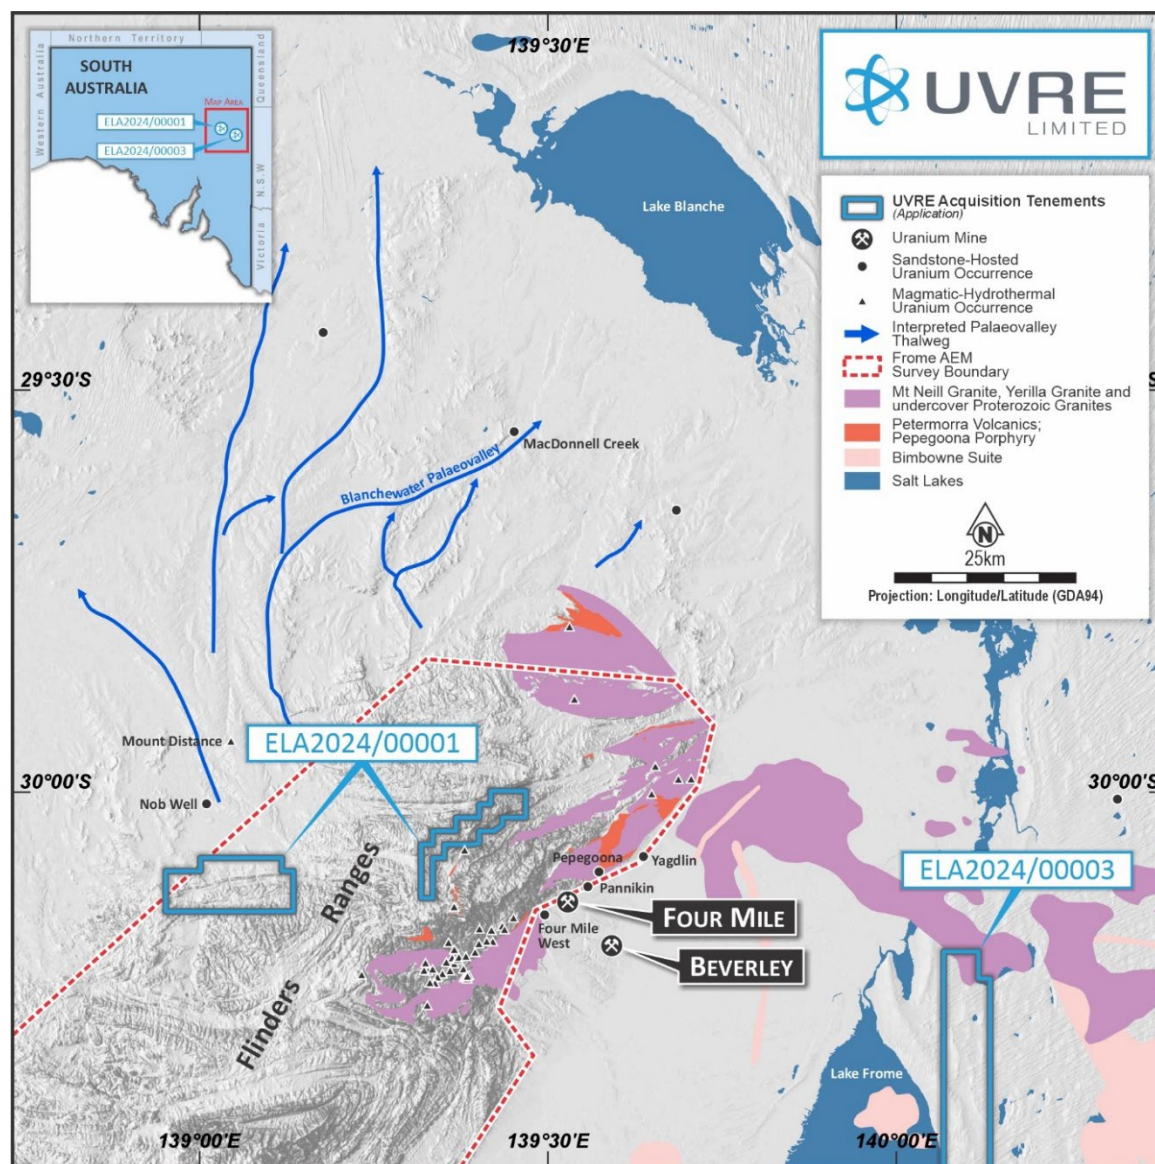 Northern Territory
SOUTH
AUSTRALIA
Western Australia
Queensland
N.S.W
Victoria
MAP AREA
ELA2024/00001
ELA2024/00003
139°30'E
UVRE
LIMITED
UVRE Acquisition Tenements
(Application)
Uranium Mine
Sandstone-Hosted
Uranium Occurrence
Magmatic-Hydrothermal
Uranium Occurrence
Interpreted Palaeovalley
Thalweg
Frome AEM
Survey Boundary
Mt Neill Granite, Yerilla Granite and
undercover Proterozoic Granites
Petermorra Volcanics;
Pepegoona Porphyry
Bimbowne Suite
Salt Lakes
N
25km
Projection: Longitude/Latitude (GDA94)
Lake Blanche
29°30'S
S
MacDonnell Creek
Blanchewater Palaeovalley
Mount Distance
ELA2024/00001
30°00'S
30°00'S
Nob Well
Pepegoona
Yagdlin
Pannikin
ELA2024/00003
Flinders Ranges
Four Mile
West
FOUR MILE
BEVERLEY
Lake Frome
139°00'E
139°30'E
140°00'E